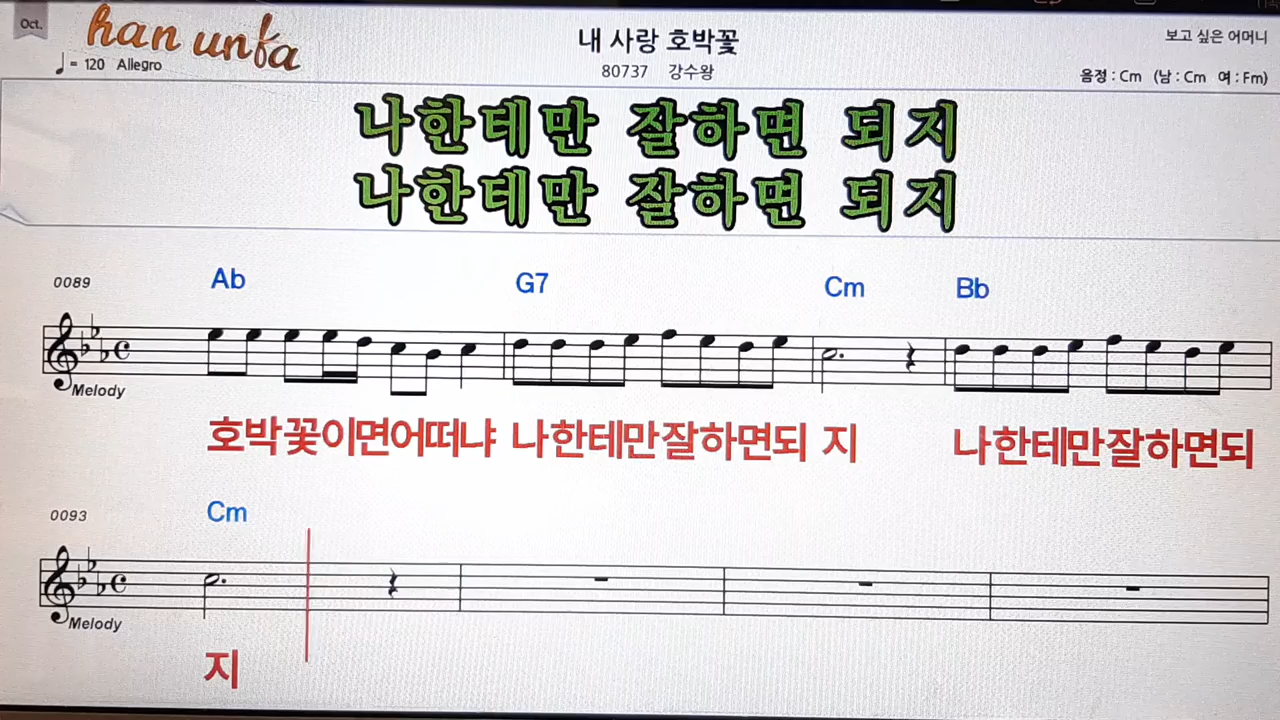 Oct.
han unfa
내 사랑 호박꽃
보고 싶은 어머니
♩= 120 Allegro
80737 강수왕
음정 : Cm (남 : Cm 여 : Fm)
나한테만 잘하면 되지
나한테만 잘하면 되지
0089 Ab G7 Cm Bb
Melody
호박꽃이면어떠냐 나한테만잘하면되 지 나한테만잘하면되
0093 Cm
Melody
지